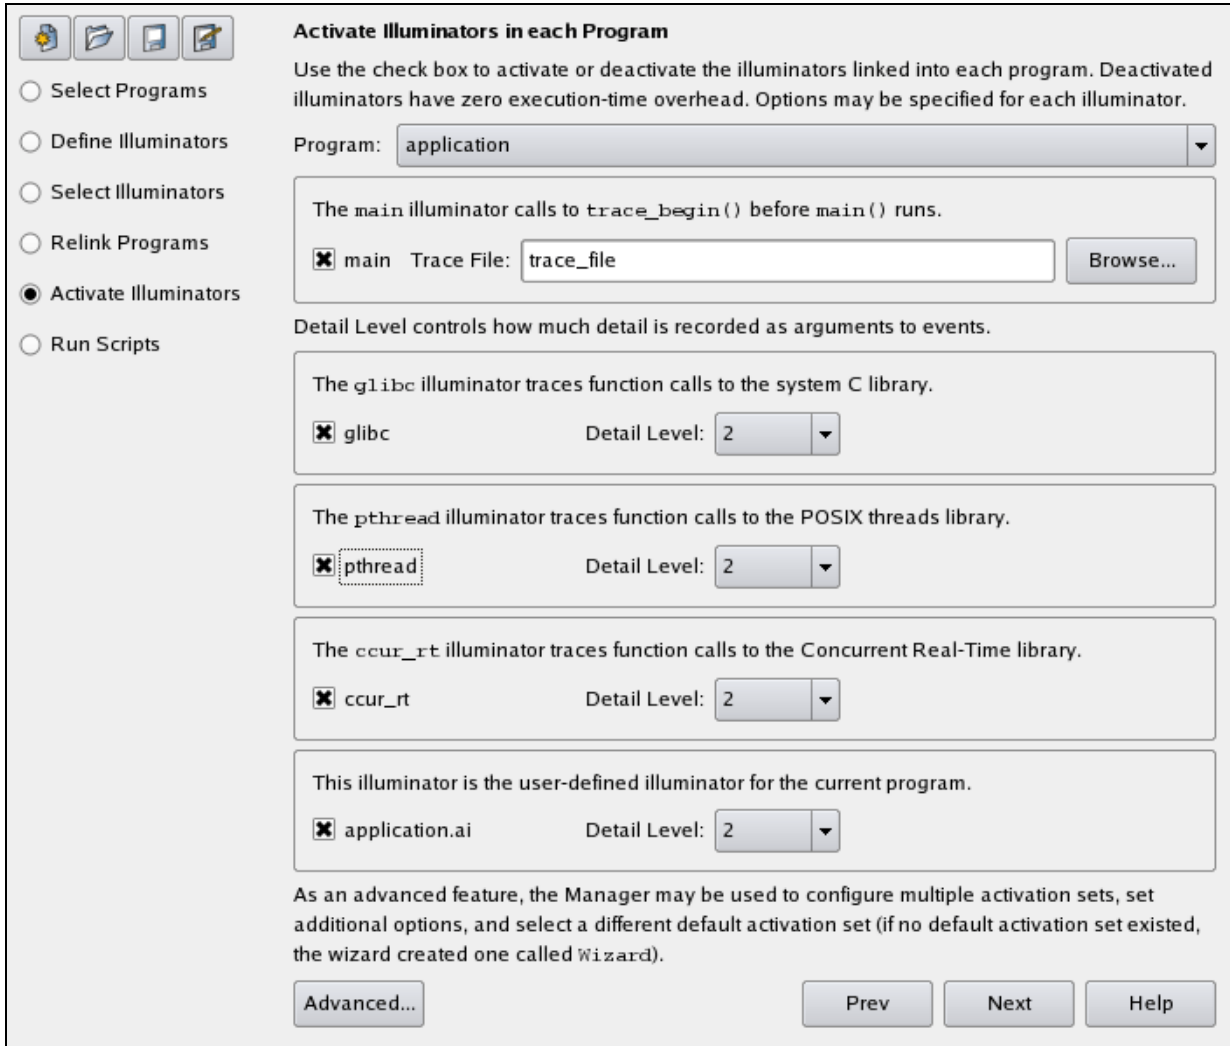 Activate Illuminators in each Program
Use the check box to activate or deactivate the illuminators linked into each program. Deactivated
illuminators have zero execution-time overhead. Options may be specified for each illuminator.
Select Programs
Define Illuminators
Select Illuminators
Relink Programs
Activate Illuminators
Run Scripts
Program: application
The main illuminator calls to trace_begin() before main() runs.
main Trace File: trace_file Browse...
Detail Level controls how much detail is recorded as arguments to events.
The glibc illuminator traces function calls to the system C library.
glibc Detail Level: 2
The pthread illuminator traces function calls to the POSIX threads library.
pthread Detail Level: 2
The ccur_rt illuminator traces function calls to the Concurrent Real-Time library.
ccur_rt Detail Level: 2
This illuminator is the user-defined illuminator for the current program.
application.ai Detail Level: 2
As an advanced feature, the Manager may be used to configure multiple activation sets, set
additional options, and select a different default activation set (if no default activation set existed,
the wizard created one called Wizard).
Advanced... Prev Next Help